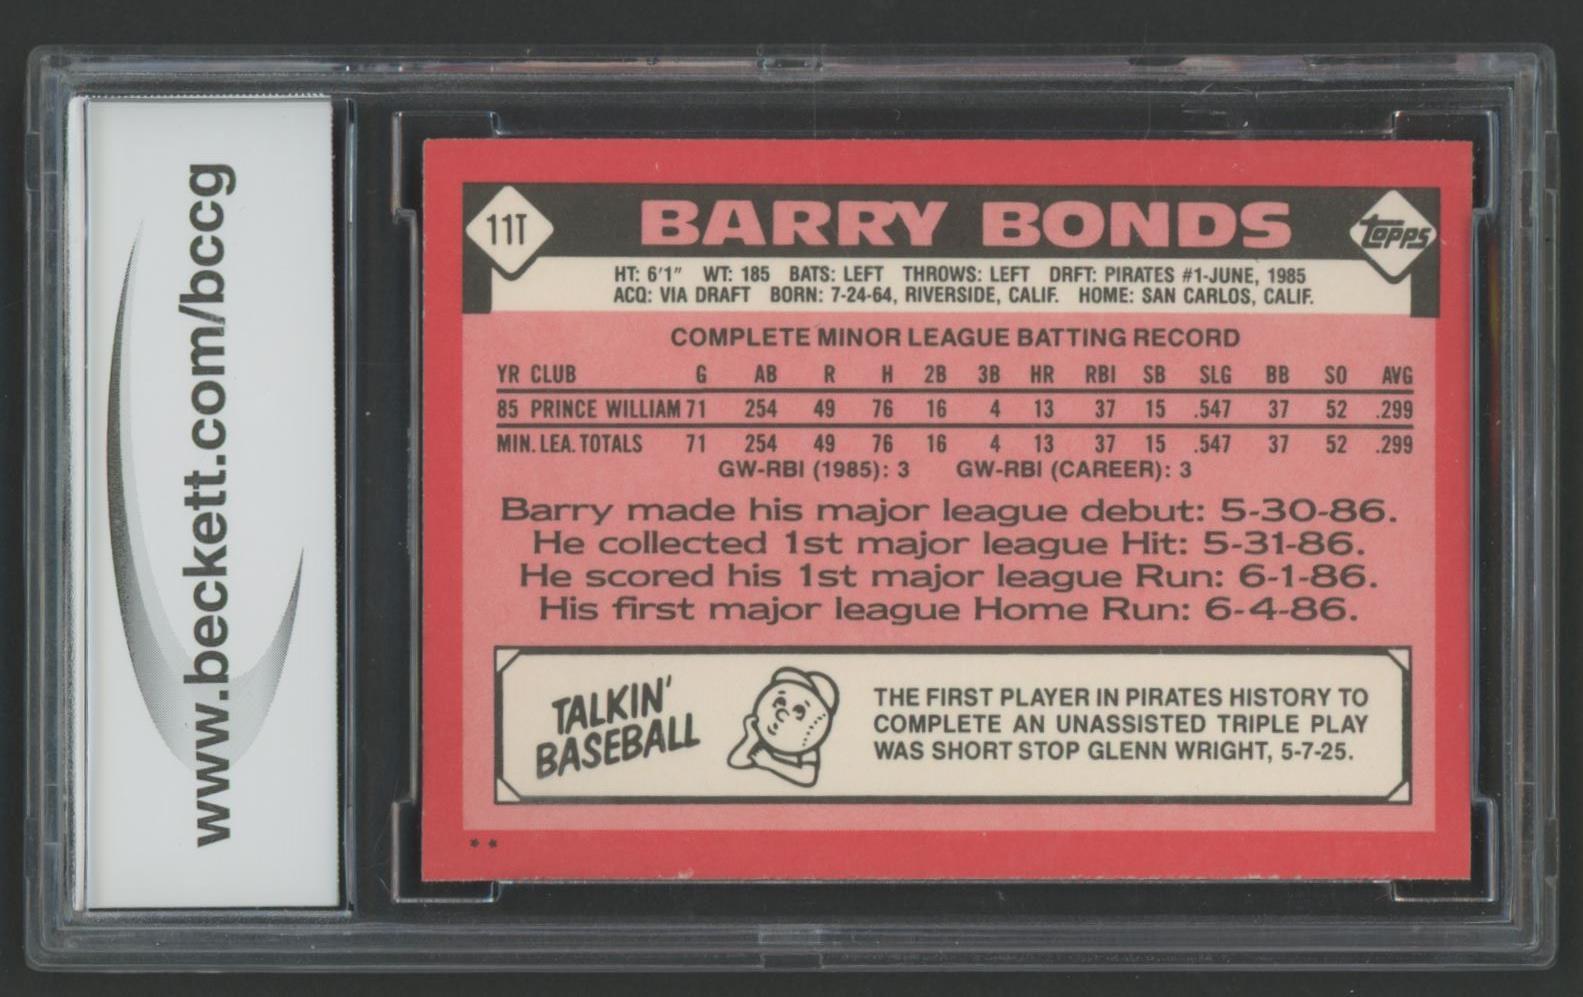 www.beckett.com/bccg
11T
BARRY BONDS
Topps
HT: 6'1" WT: 185 BATS: LEFT THROWS: LEFT DRFT: PIRATES #1-JUNE, 1985
ACQ: VIA DRAFT BORN: 7-24-64, RIVERSIDE, CALIF. HOME: SAN CARLOS, CALIF.
COMPLETE MINOR LEAGUE BATTING RECORD
YR CLUB G AB R H 2B 3B HR RBI SB SLG BB SO AVG
85 PRINCE WILLIAM 71 254 49 76 16 4 13 37 15 .547 37 52 .299
MIN. LEA. TOTALS 71 254 49 76 16 4 13 37 15 .547 37 52 .299
GW-RBI (1985): 3 GW-RBI (CAREER): 3
Barry made his major league debut: 5-30-86.
He collected 1st major league Hit: 5-31-86.
He scored his 1st major league Run: 6-1-86.
His first major league Home Run: 6-4-86.
TALKIN'
BASEBALL
THE FIRST PLAYER IN PIRATES HISTORY TO
COMPLETE AN UNASSISTED TRIPLE PLAY
WAS SHORT STOP GLENN WRIGHT, 5-7-25.
**